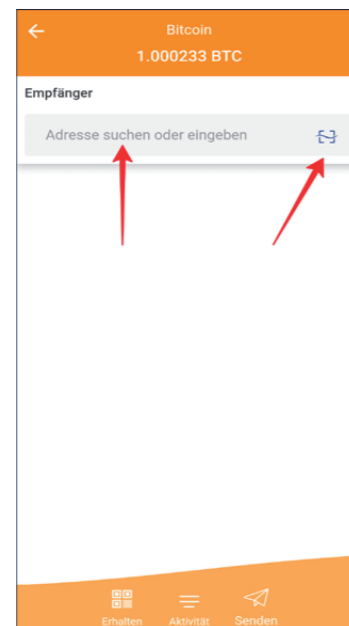 Bitcoin
1.000233 BTC
Empfänger
Adresse suchen oder eingeben
Erhalten Aktivität Senden